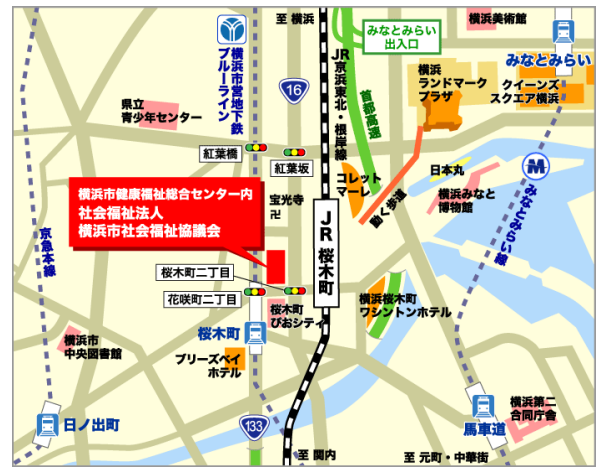 至 横浜
みなとみらい
出入口
横浜美術館
みなとみらい
横浜市営地下鉄
ブルーライン
16
JR
京浜東北・根岸線
首都高速
横浜
ランドマーク
プラザ
クイーンズ
スクエア横浜
県立
青少年センター
紅葉橋
紅葉坂
コレット
マーレ
動く歩道
日本丸
横浜みなと
博物館
M
みなとみらい線
横浜市健康福祉総合センター内
社会福祉法人
横浜市社会福祉協議会
宝光寺
卍
JR 桜木町
京急本線
桜木町二丁目
花咲町二丁目
桜木町
ぴおシティ
横浜桜木町
ワシントンホテル
桜木町
横浜市
中央図書館
ブリーズベイ
ホテル
日ノ出町
133
馬車道
横浜第二
合同庁舎
至 関内
至 元町・中華街